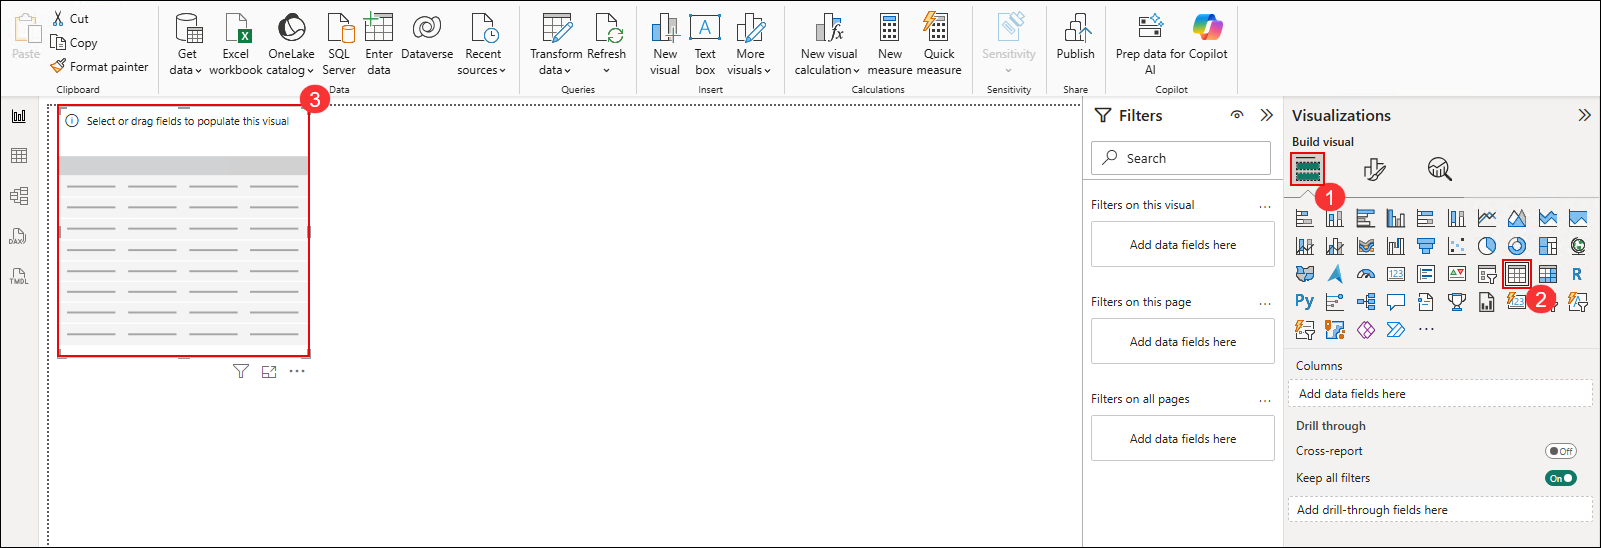 Paste
Cut
Copy
Format painter
Clipboard
Get
data
Excel
workbook
OneLake
catalog
SQL
Server
Enter
data
Dataverse
Recent
sources
Data
Transform
data
Refresh
Queries
New
visual
Text
box
More
visuals
Insert
New visual
calculation
New
measure
Quick
measure
Calculations
Sensitivity
Sensitivity
Publish
Share
Prep data for
AI
Copilot
Copilot
3
Select or drag fields to populate this visual
DAX
TMDL
Filters
Search
Filters on this visual
Add data fields here
Filters on this page
Add data fields here
Filters on all pages
Add data fields here
Visualizations
Build visual
1
123
R
Py
123
2
Columns
Add data fields here
Drill through
Cross-report
Off
Keep all filters
On
Add drill-through fields here